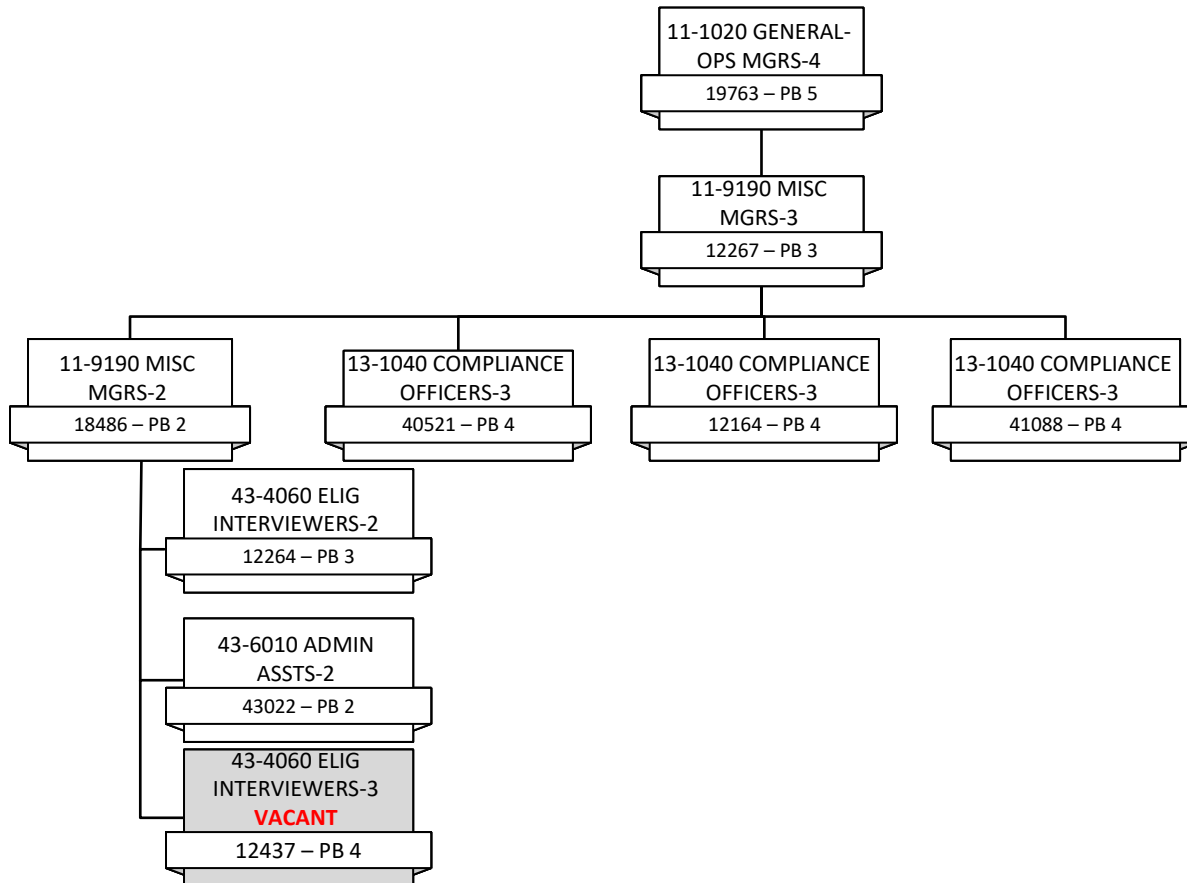 11-1020 GENERAL-
OPS MGRS-4
19763 – PB 5
11-9190 MISC
MGRS-3
12267 – PB 3
11-9190 MISC
MGRS-2
18486 – PB 2
13-1040 COMPLIANCE
OFFICERS-3
40521 – PB 4
13-1040 COMPLIANCE
OFFICERS-3
12164 – PB 4
13-1040 COMPLIANCE
OFFICERS-3
41088 – PB 4
43-4060 ELIG
INTERVIEWERS-2
12264 – PB 3
43-6010 ADMIN
ASSTS-2
43022 – PB 2
43-4060 ELIG
INTERVIEWERS-3
VACANT
12437 – PB 4